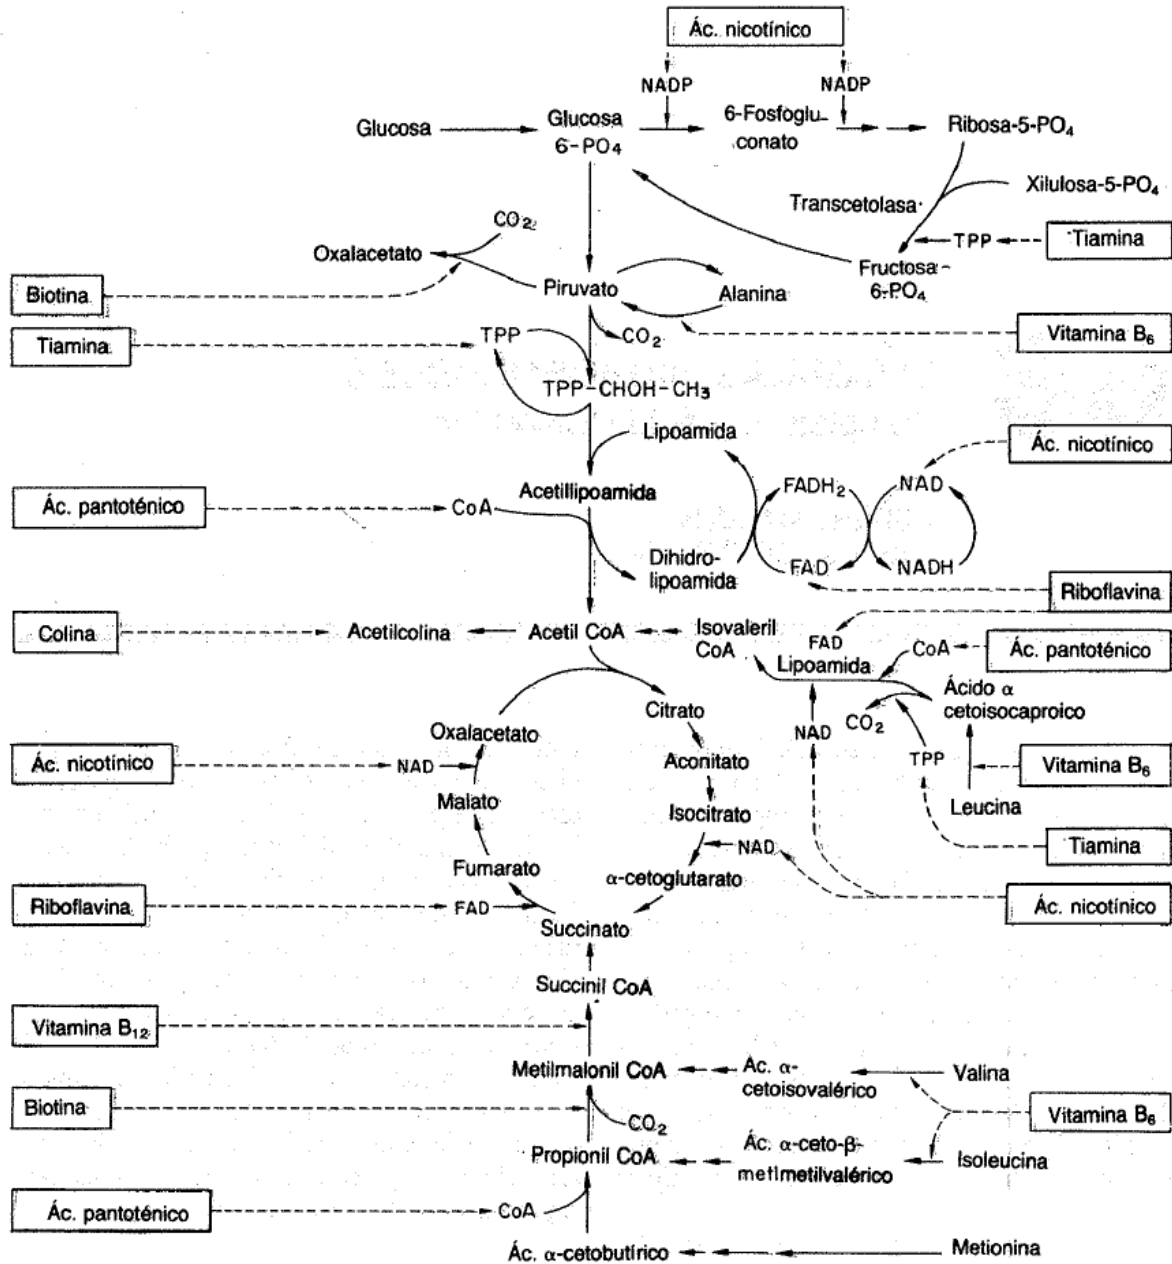 Ác. nicotínico
NADP NADP
Glucosa
Glucosa
6-PO₄
6-Fosfoglu-
conato
Ribosa-5-PO₄
Xilulosa-5-PO₄
Transcetolasa
CO₂
Oxalacetato
TPP
Tiamina
Fructosa-
6-PO₄
Biotina
Piruvato
Alanina
Tiamina
TPP
CO₂
Vitamina B₆
TPP-CHOH-CH₃
Lipoamida
Ác. nicotínico
Acetillipoamida
FADH₂
NAD
Ác. pantoténico
CoA
Dihidro-
lipoamida
FAD
NADH
Riboflavina
Colina
Acetilcolina
Acetil CoA
Isovaleril
CoA
FAD
Lipoamida
CoA
Ác. pantoténico
Ácido α
cetoisocaproico
Citrato
CO₂
NAD
Oxalacetato
Aconitato
TPP
Vitamina B₆
Ác. nicotínico
NAD
Malato
Isocitrato
Leucina
NAD
Tiamina
Fumarato
α-cetoglutarato
Riboflavina
FAD
Ác. nicotínico
Succinato
Succinil CoA
Vitamina B₁₂
Metilmalonil CoA
Ác. α-
cetoisovalérico
Valina
Biotina
CO₂
Vitamina B₆
Propionil CoA
Ác. α-ceto-β-
metlmetilvalérico
Isoleucina
Ác. pantoténico
CoA
Ác. α-cetobutírico
Metionina